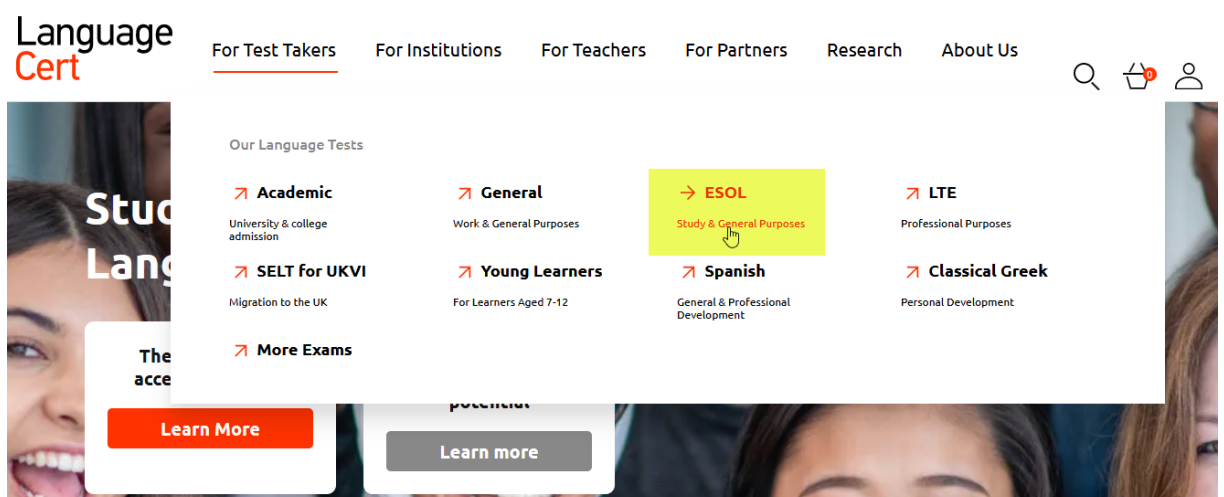 Language
Cert
For Test Takers For Institutions For Teachers For Partners Research About Us
0
Our Language Tests
Academic General ESOL LTE
University & college
admission
Work & General Purposes
Study & General Purposes
Professional Purposes
SELT for UKVI Young Learners Spanish Classical Greek
Migration to the UK
For Learners Aged 7-12
General & Professional
Development
Personal Development
More Exams
Learn More
Learn more